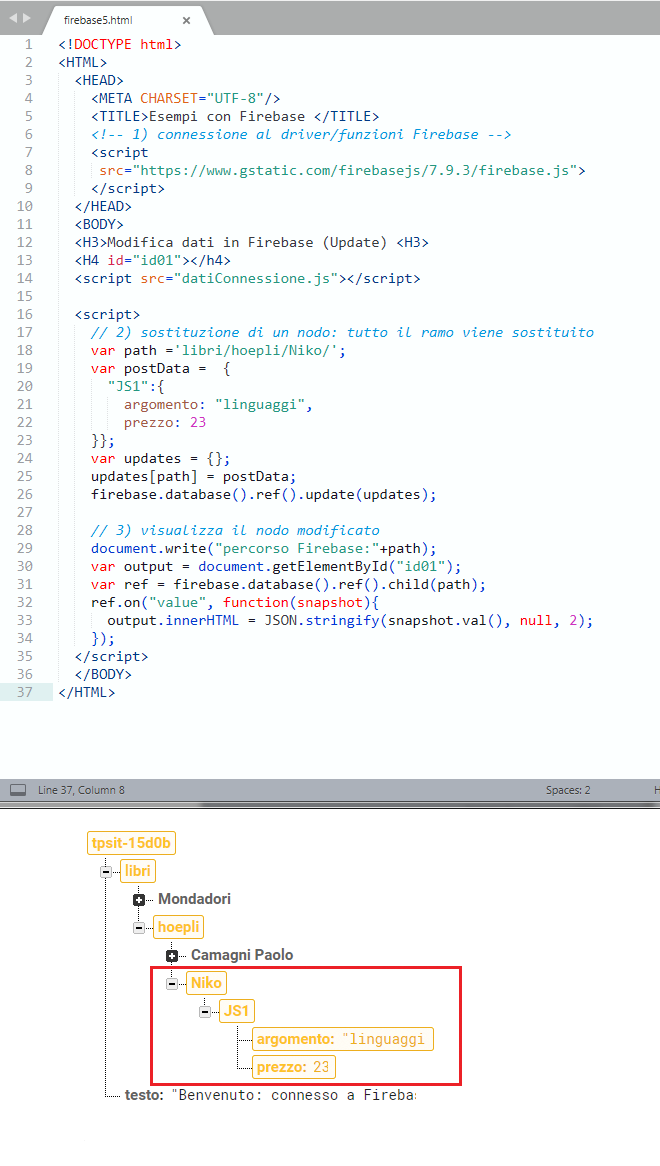 firebase5.html ×
1 <!DOCTYPE html>
2 <HTML>
3   <HEAD>
4     <META CHARSET="UTF-8"/>
5     <TITLE>Esempi con Firebase </TITLE>
6     <!-- 1) connessione al driver/funzioni Firebase -->
7     <script
8      src="https://www.gstatic.com/firebasejs/7.9.3/firebase.js">
9     </script>
10   </HEAD>
11   <BODY>
12   <H3>Modifica dati in Firebase (Update) <H3>
13   <H4 id="id01"></h4>
14   <script src="datiConnessione.js"></script>
15
16   <script>
17     // 2) sostituzione di un nodo: tutto il ramo viene sostituito
18     var path ='libri/hoepli/Niko/';
19     var postData =  {
20       "JS1":{
21         argomento: "linguaggi",
22         prezzo: 23
23     }};
24     var updates = {};
25     updates[path] = postData;
26     firebase.database().ref().update(updates);
27
28     // 3) visualizza il nodo modificato
29     document.write("percorso Firebase:"+path);
30     var output = document.getElementById("id01");
31     var ref = firebase.database().ref().child(path);
32     ref.on("value", function(snapshot){
33       output.innerHTML = JSON.stringify(snapshot.val(), null, 2);
34     });
35   </script>
36   </BODY>
37 </HTML>
Line 37, Column 8 Spaces: 2 H
tpsit-15d0b
libri
Mondadori
hoepli
Camagni Paolo
Niko
JS1
argomento: "linguaggi
prezzo: 23
testo: "Benvenuto: connesso a Fireba